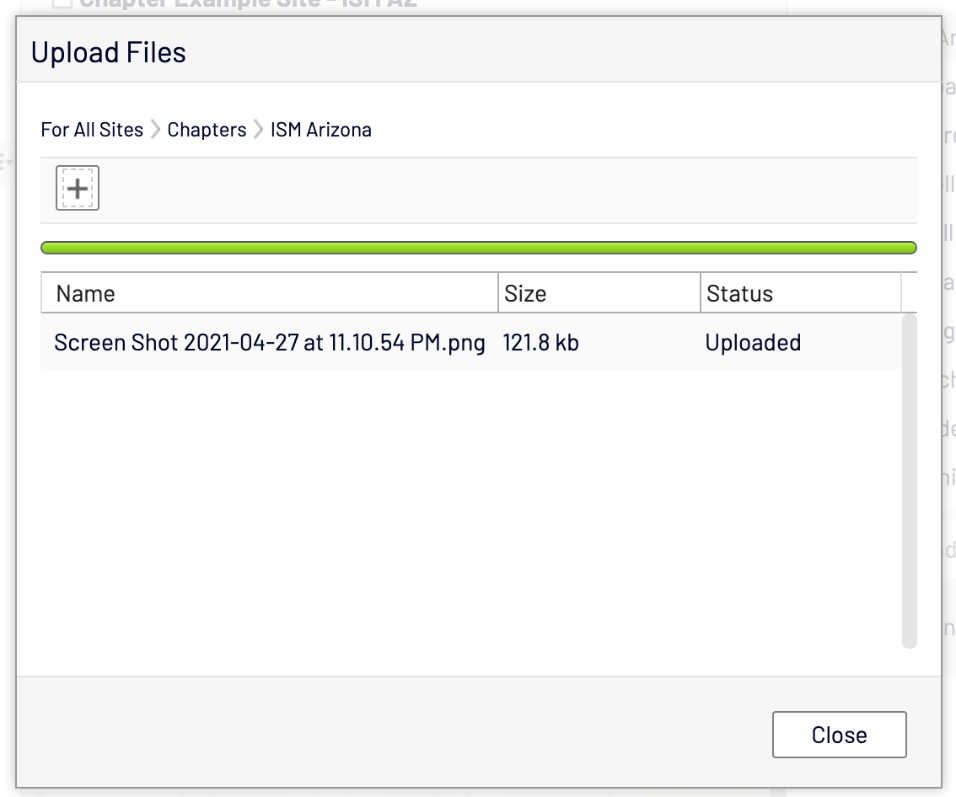 Chapter Example Site - ISM AZ
Upload Files
For All Sites > Chapters > ISM Arizona
Name Size Status
Screen Shot 2021-04-27 at 11.10.54 PM.png 121.8 kb Uploaded
Close